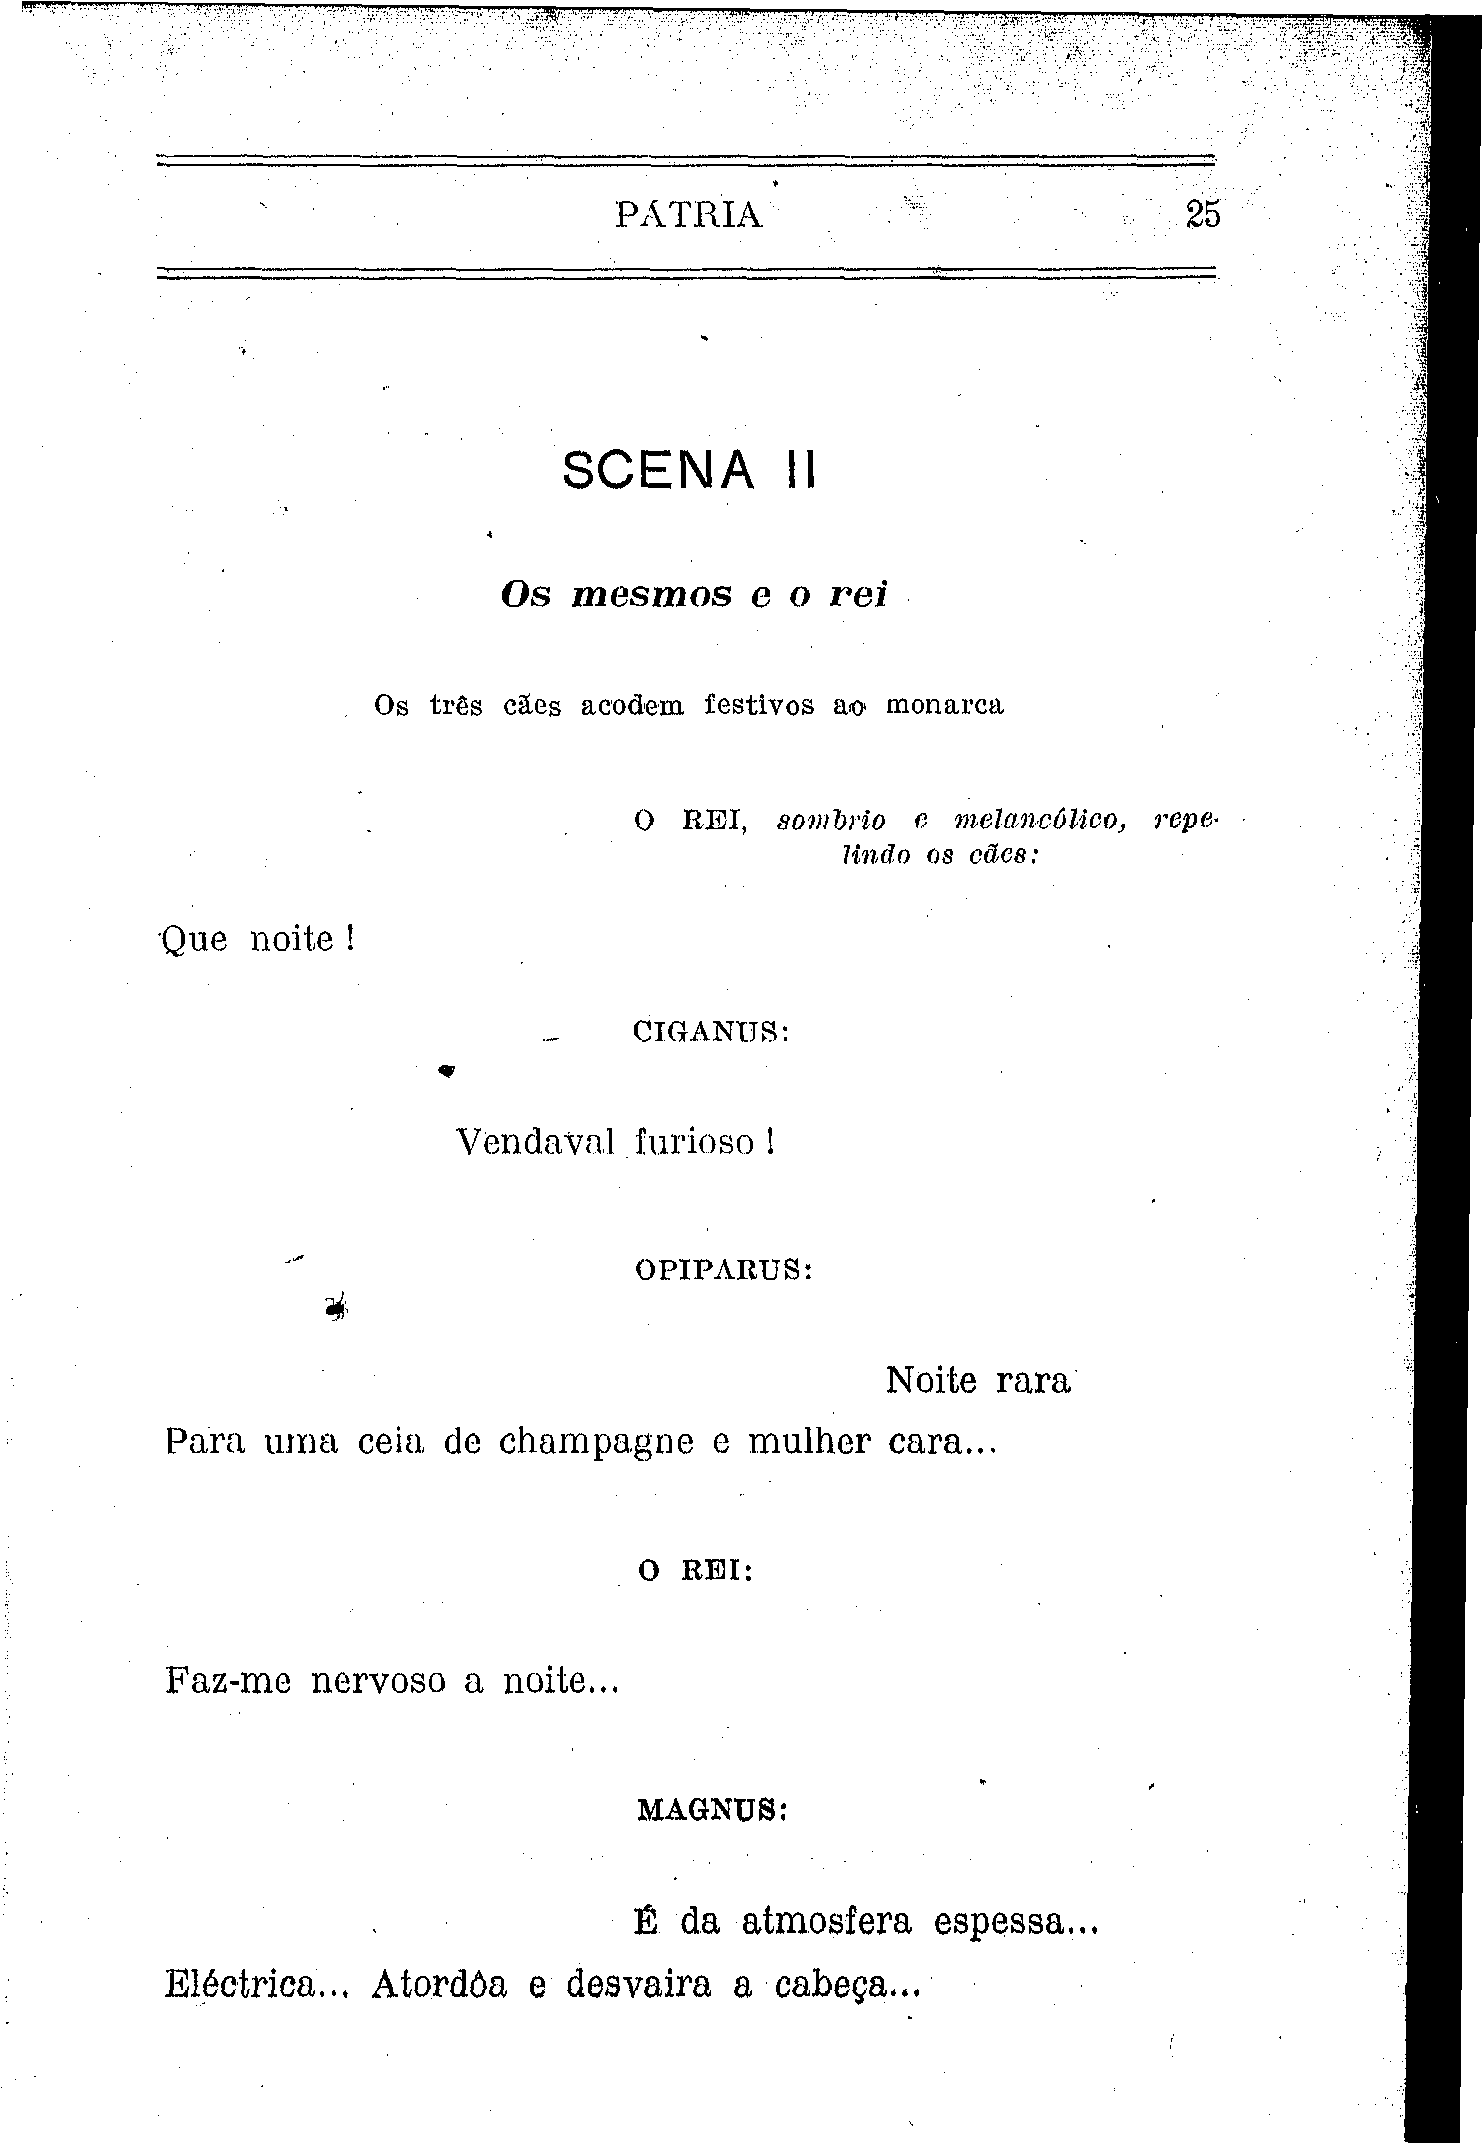 PÁTRIA 25
SCENA II
Os mesmos e o rei
Os três cães acodem festivos ao monarca
O REI, sombrio e melancólico, repe-
lindo os cães:
Que noite !
CIGANUS:
Vendaval furioso !
OPIPARUS:
Noite rara
Para uma ceia de champagne e mulher cara...
O REI:
Faz-me nervoso a noite...
MAGNUS:
É da atmosfera espessa...
Eléctrica... Atordôa e desvaira a cabeça...